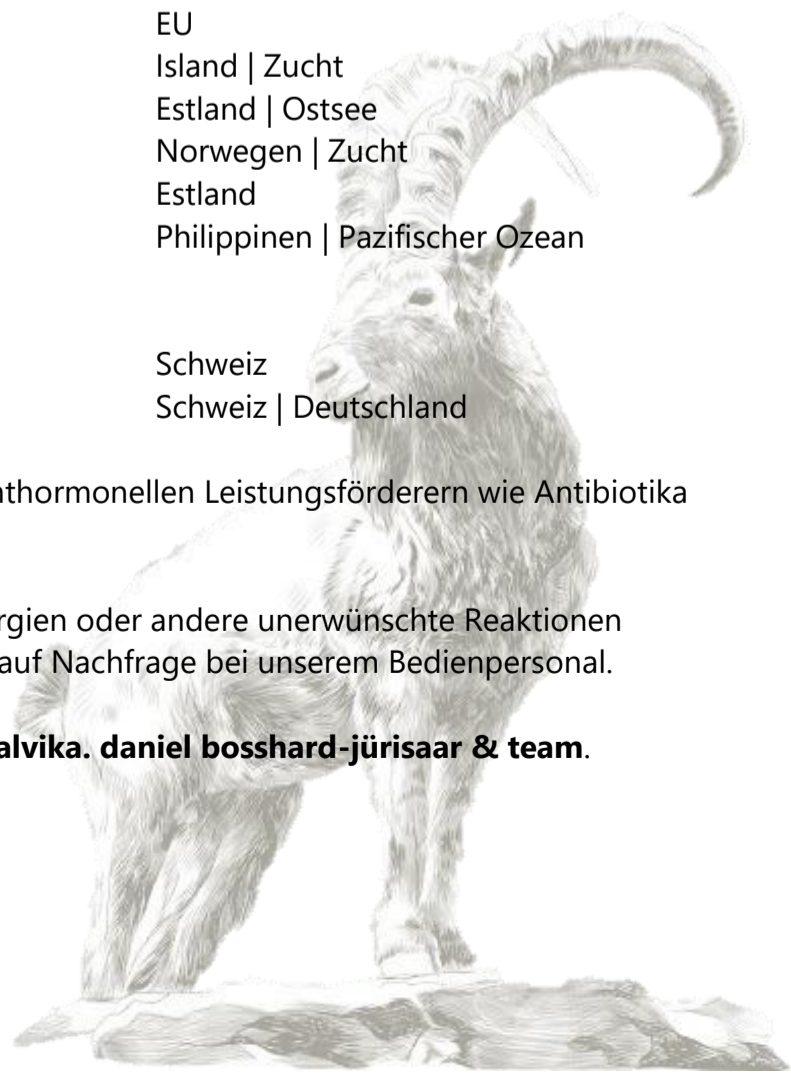 EU
Island | Zucht
Estland | Ostsee
Norwegen | Zucht
Estland
Philippinen | Pazifischer Ozean
Schweiz
Schweiz | Deutschland
nthormonellen Leistungsförderern wie Antibiotika
rgien oder andere unerwünschte Reaktionen
auf Nachfrage bei unserem Bedienpersonal.
alvika. daniel bosshard-jürisaar & team.